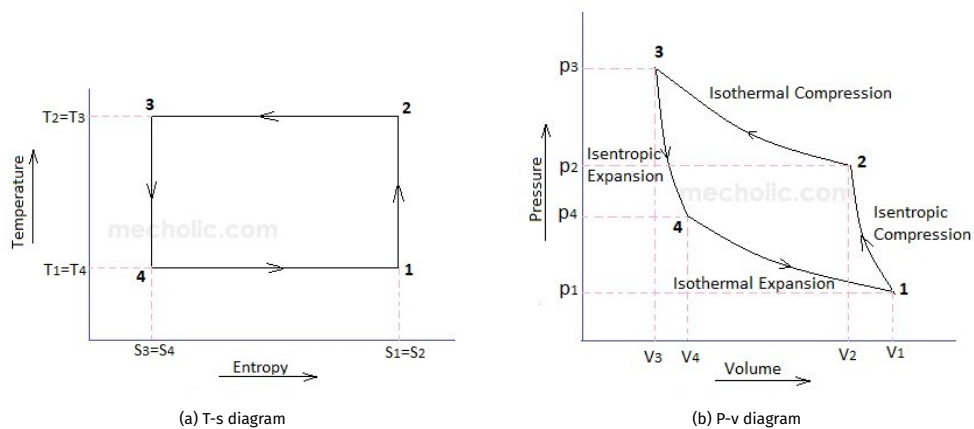 3
2
T2=T3
Temperature
mecholic.com
T1=T4
4
1
S3=S4
S1=S2
Entropy
(a) T-s diagram
3
p3
Isothermal Compression
Isentropic
Expansion
2
p2
Pressure
mecholic.com
p4
4
Isentropic
Compression
Isothermal Expansion
1
p1
V3
V4
V2
V1
Volume
(b) P-v diagram